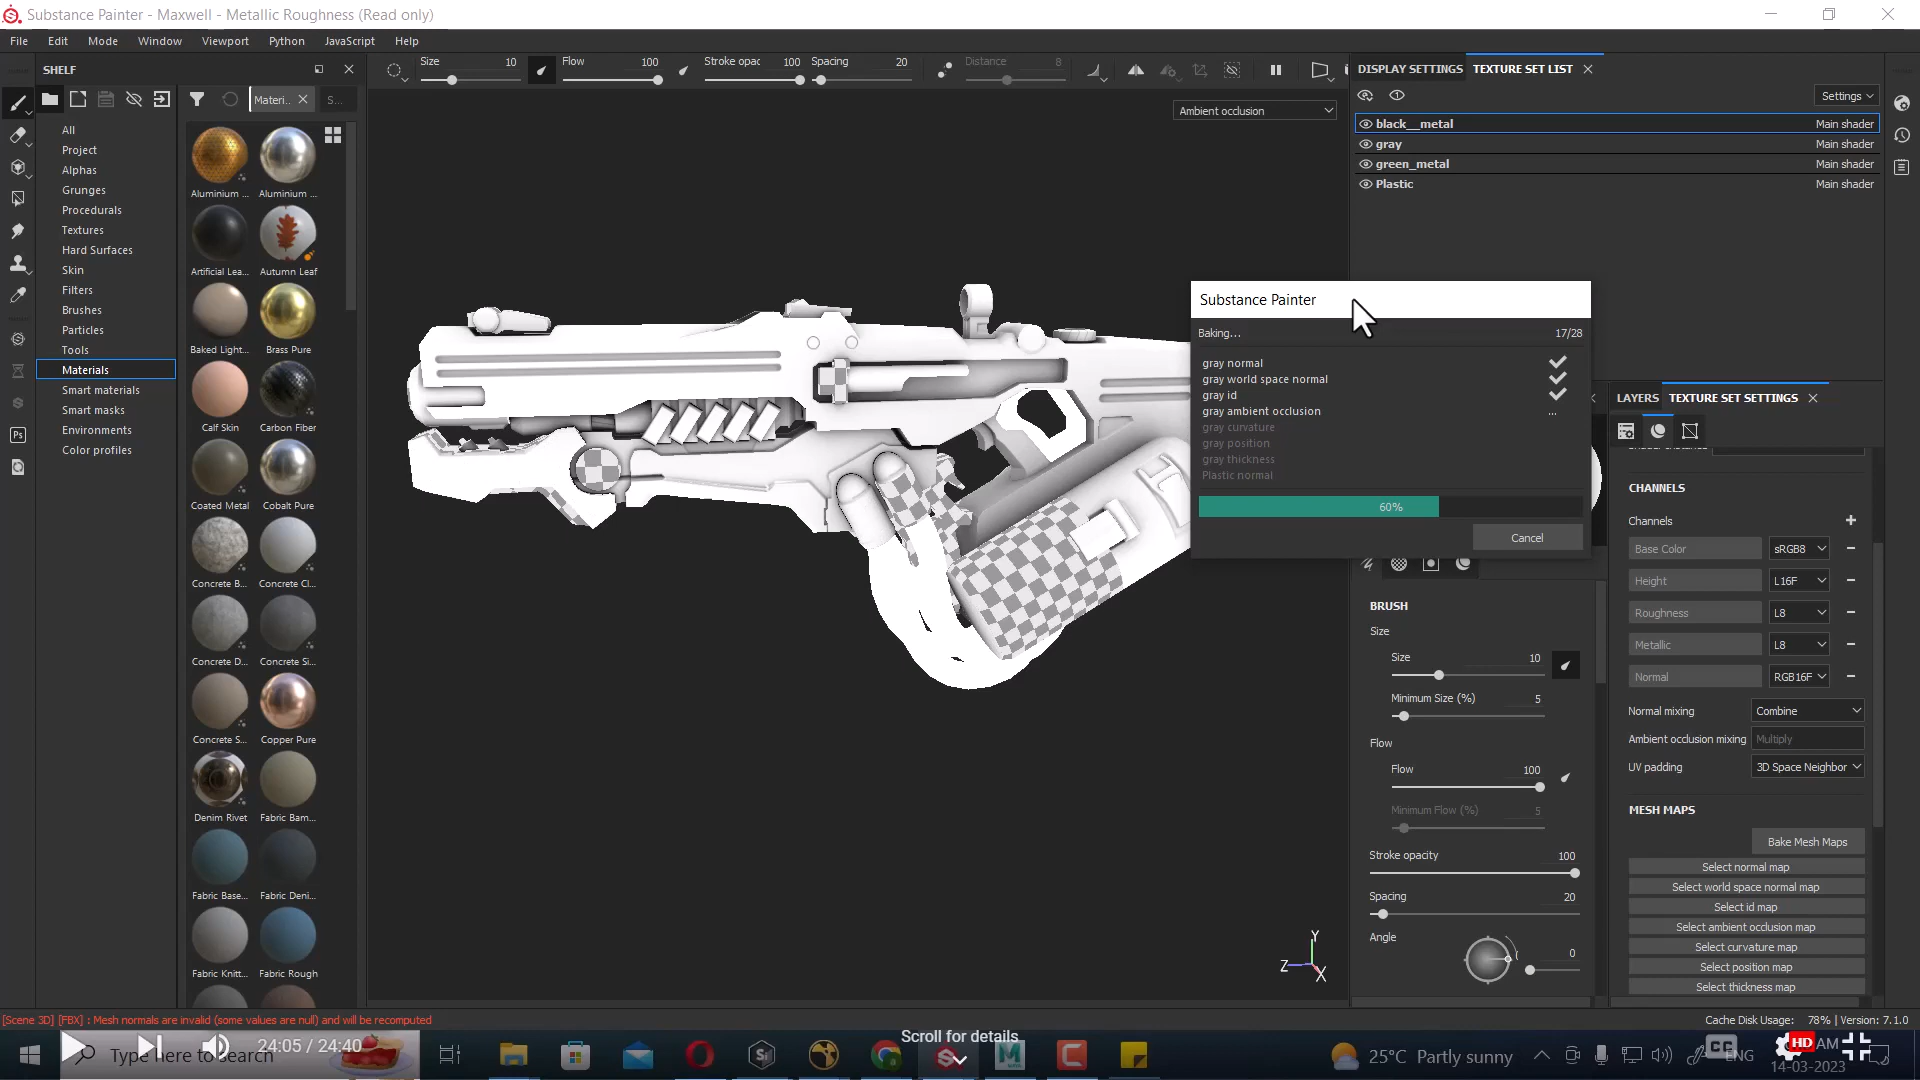 Substance Painter - Maxwell - Metallic Roughness (Read only)
File Edit Mode Window Viewport Python JavaScript Help
SHELF
Size 10
Flow 100
Stroke opac 100
Spacing 20
Distance 8
DISPLAY SETTINGS TEXTURE SET LIST
Materi..
S...
Settings
Ambient occlusion
black__metal Main shader
gray Main shader
green_metal Main shader
Plastic Main shader
All
Project
Alphas
Grunges
Procedurals
Textures
Hard Surfaces
Skin
Filters
Brushes
Particles
Tools
Materials
Smart materials
Smart masks
Environments
Color profiles
Ps
Aluminium ... Aluminium ...
Artificial Lea... Autumn Leaf
Baked Light... Brass Pure
Calf Skin Carbon Fiber
Coated Metal Cobalt Pure
Concrete B... Concrete Cl...
Concrete D... Concrete Si...
Concrete S... Copper Pure
Denim Rivet Fabric Bam...
Fabric Base... Fabric Deni...
Fabric Knitt... Fabric Rough
Substance Painter
Baking... 17/28
gray normal
gray world space normal
gray id
gray ambient occlusion ...
gray curvature
gray position
gray thickness
Plastic normal
60%
Cancel
BRUSH
Size
Size 10
Minimum Size (%) 5
Flow
Flow 100
Minimum Flow (%) 5
Stroke opacity 100
Spacing 20
Angle 0
LAYERS TEXTURE SET SETTINGS
CHANNELS
Channels
Base Color sRGB8
Height L16F
Roughness L8
Metallic L8
Normal RGB16F
Normal mixing Combine
Ambient occlusion mixing Multiply
UV padding 3D Space Neighbor
MESH MAPS
Bake Mesh Maps
Select normal map
Select world space normal map
Select id map
Select ambient occlusion map
Select curvature map
Select position map
Select thickness map
Y
Z
X
[Scene 3D] [FBX] : Mesh normals are invalid (some values are null) and will be recomputed
Cache Disk Usage: 78% | Version: 7.1.0
Type here to search
24:05 / 24:40
Scroll for details
25°C Partly sunny
CC
ENG
HD
AM
14-03-2023